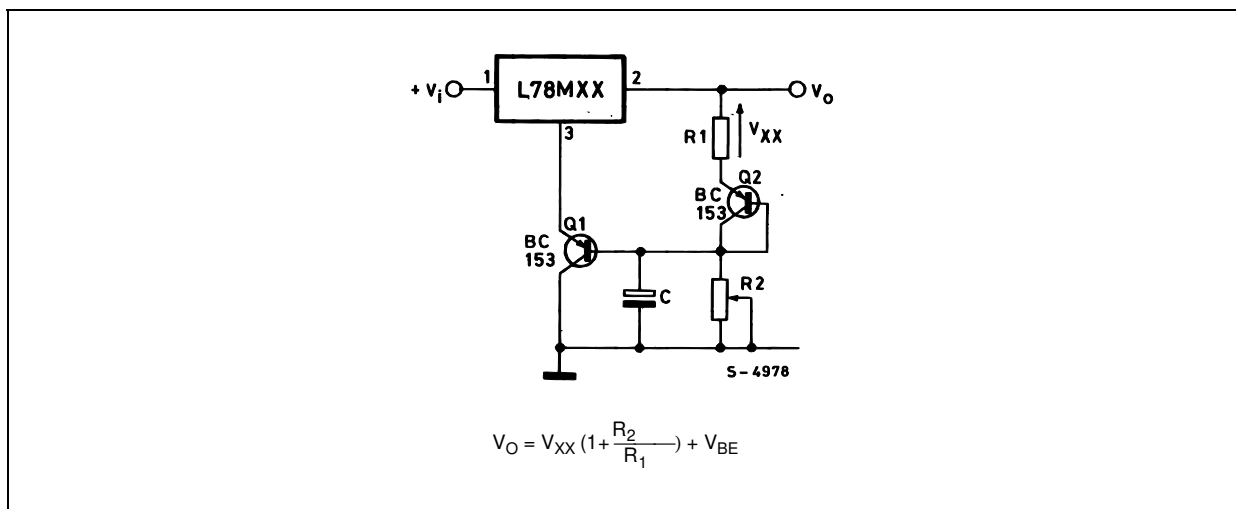 L78MXX
1
2
3
+ Vi
Vo
R1
VXX
Q2
BC
153
Q1
BC
153
C
R2
S-4978
VO = VXX (1+ R2 / R1) + VBE